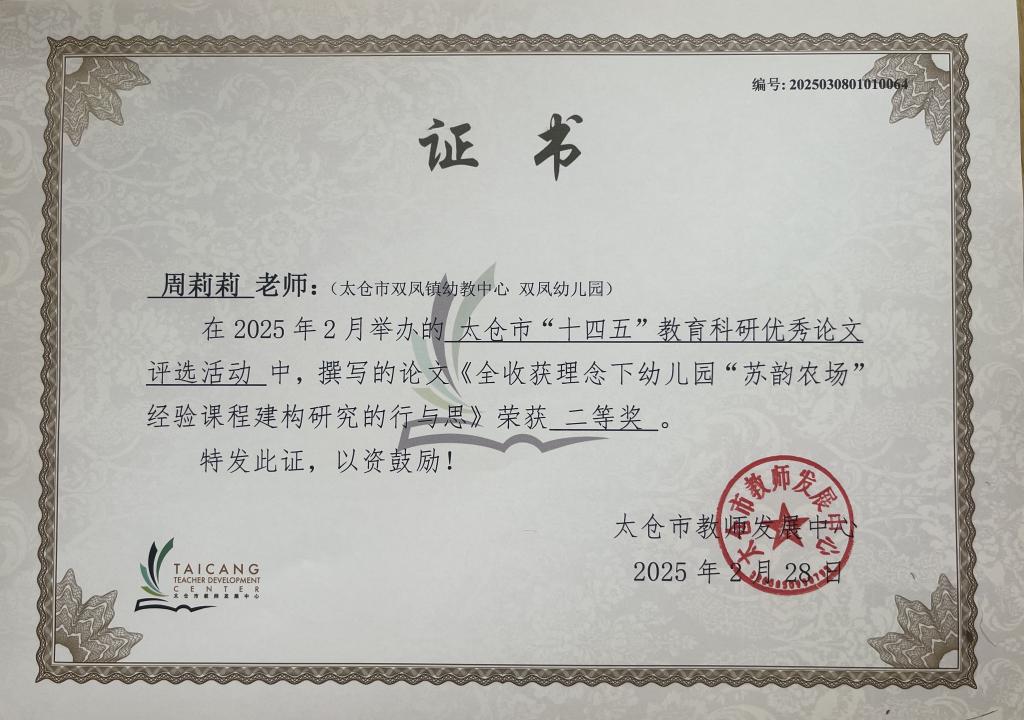 编号: 2025030801010064
证 书
周莉莉 老师：（太仓市双凤镇幼教中心 双凤幼儿园）
在 2025 年 2 月举办的 太仓市“十四五”教育科研优秀论文
评选活动 中，撰写的论文《全收获理念下幼儿园“苏韵农场”
经验课程建构研究的行与思》荣获 二等奖 。
特发此证，以资鼓励！
太仓市教师发展中心
太仓市教师发展中心
2025 年 2 月 28 日
TAICANG
TEACHER DEVELOPMENT
CENTER
太仓市教师发展中心